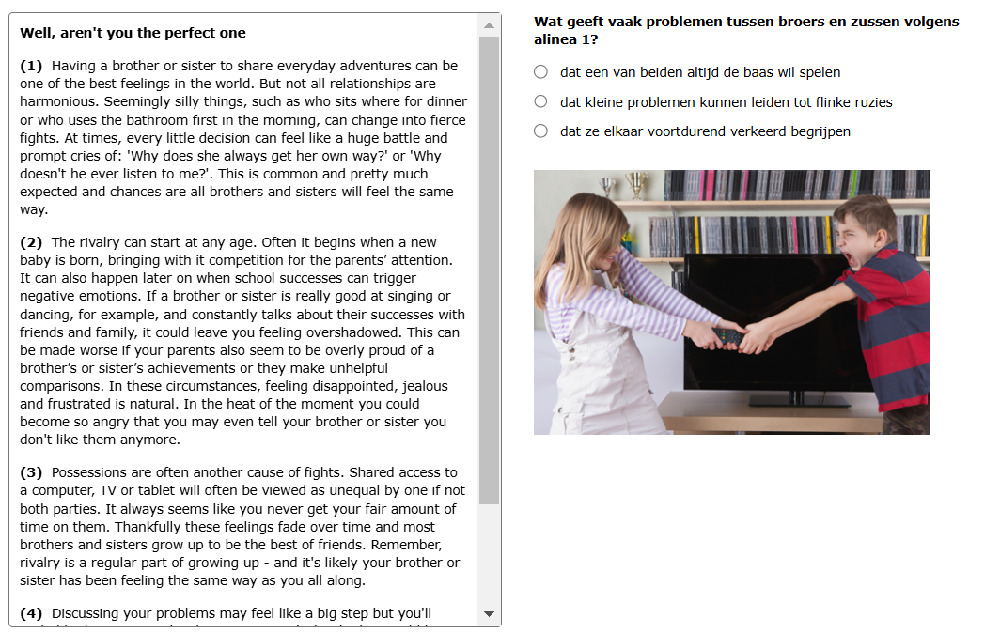 Well, aren't you the perfect one
(1) Having a brother or sister to share everyday adventures can be
one of the best feelings in the world. But not all relationships are
harmonious. Seemingly silly things, such as who sits where for dinner
or who uses the bathroom first in the morning, can change into fierce
fights. At times, every little decision can feel like a huge battle and
prompt cries of: 'Why does she always get her own way?' or 'Why
doesn't he ever listen to me?'. This is common and pretty much
expected and chances are all brothers and sisters will feel the same
way.
(2) The rivalry can start at any age. Often it begins when a new
baby is born, bringing with it competition for the parents’ attention.
It can also happen later on when school successes can trigger
negative emotions. If a brother or sister is really good at singing or
dancing, for example, and constantly talks about their successes with
friends and family, it could leave you feeling overshadowed. This can
be made worse if your parents also seem to be overly proud of a
brother’s or sister’s achievements or they make unhelpful
comparisons. In these circumstances, feeling disappointed, jealous
and frustrated is natural. In the heat of the moment you could
become so angry that you may even tell your brother or sister you
don't like them anymore.
(3) Possessions are often another cause of fights. Shared access to
a computer, TV or tablet will often be viewed as unequal by one if not
both parties. It always seems like you never get your fair amount of
time on them. Thankfully these feelings fade over time and most
brothers and sisters grow up to be the best of friends. Remember,
rivalry is a regular part of growing up - and it's likely your brother or
sister has been feeling the same way as you all along.
(4) Discussing your problems may feel like a big step but you'll
Wat geeft vaak problemen tussen broers en zussen volgens
alinea 1?
dat een van beiden altijd de baas wil spelen
dat kleine problemen kunnen leiden tot flinke ruzies
dat ze elkaar voortdurend verkeerd begrijpen